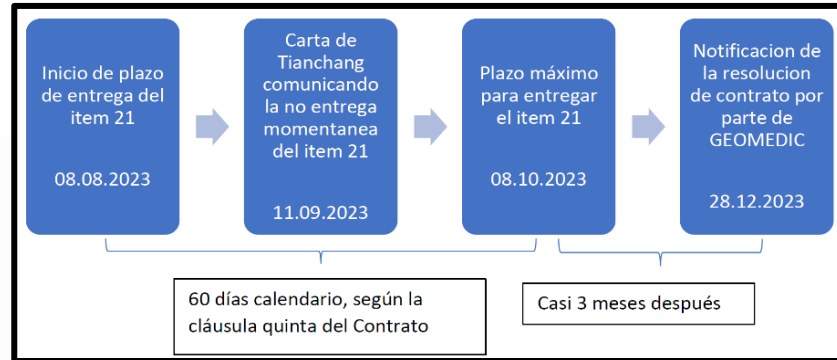 Inicio de plazo
de entrega del
item 21
08.08.2023
Carta de
Tianchang
comunicando
la no entrega
momentanea
del item 21
11.09.2023
Plazo máximo
para entregar
el item 21
08.10.2023
Notificacion de
la resolucion
de contrato por
parte de
GEOMEDIC
28.12.2023
60 días calendario, según la
cláusula quinta del Contrato
Casi 3 meses después